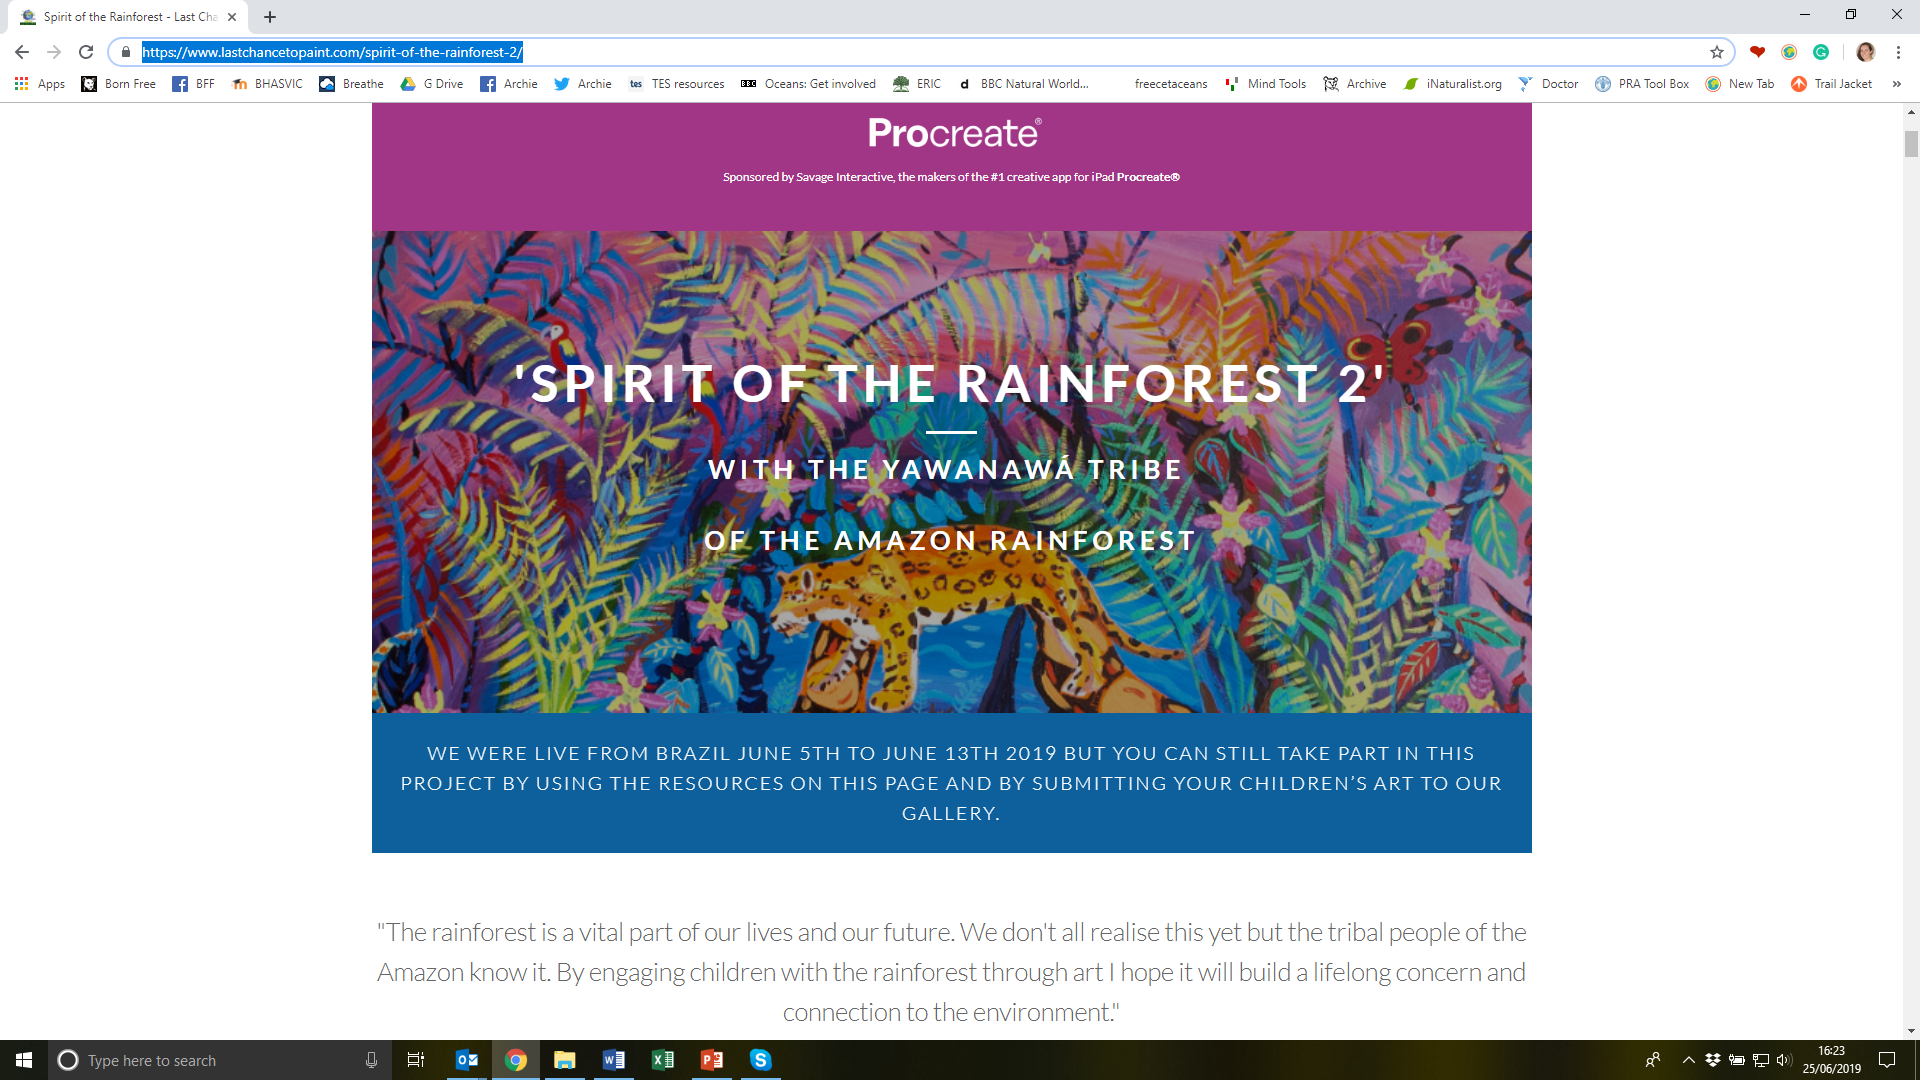 Spirit of the Rainforest - Last Cha
https://www.lastchancetopaint.com/spirit-of-the-rainforest-2/
Apps Born Free BFF BHASVIC Breathe G Drive Archie Archie tes TES resources BBC Oceans: Get involved ERIC d BBC Natural World... freecetaceans Mind Tools Archive iNaturalist.org Doctor PRA Tool Box New Tab Trail Jacket »
Procreate®
Sponsored by Savage Interactive, the makers of the #1 creative app for iPad Procreate®
'SPIRIT OF THE RAINFOREST 2'
WITH THE YAWANAWÁ TRIBE
OF THE AMAZON RAINFOREST
WE WERE LIVE FROM BRAZIL JUNE 5TH TO JUNE 13TH 2019 BUT YOU CAN STILL TAKE PART IN THIS
PROJECT BY USING THE RESOURCES ON THIS PAGE AND BY SUBMITTING YOUR CHILDREN’S ART TO OUR
GALLERY.
"The rainforest is a vital part of our lives and our future. We don't all realise this yet but the tribal people of the
Amazon know it. By engaging children with the rainforest through art I hope it will build a lifelong concern and
connection to the environment."
Type here to search
16:23
25/06/2019